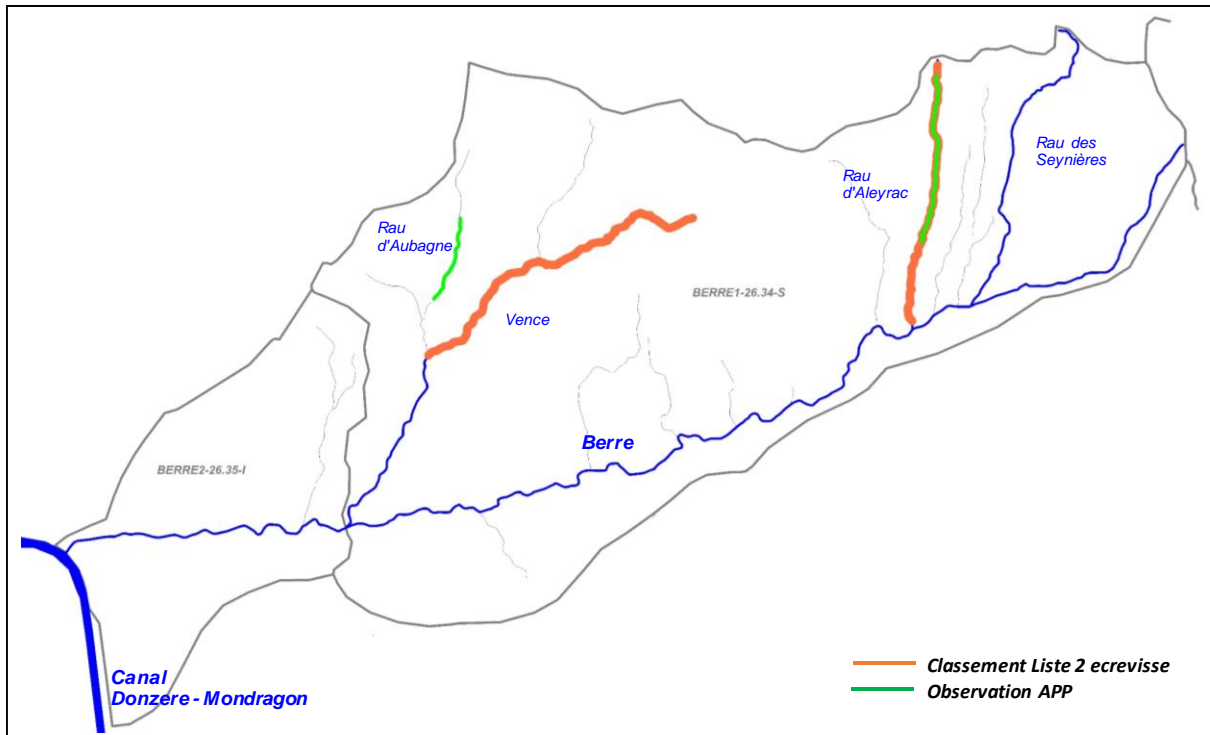 Rau des
Seynières
Rau
d'Aleyrac
Rau
d'Aubagne
BERRE1-26.34-S
Vence
Berre
BERRE2-26.35-I
Canal
Donzere - Mondragon
Classement Liste 2 ecrevisse
Observation APP